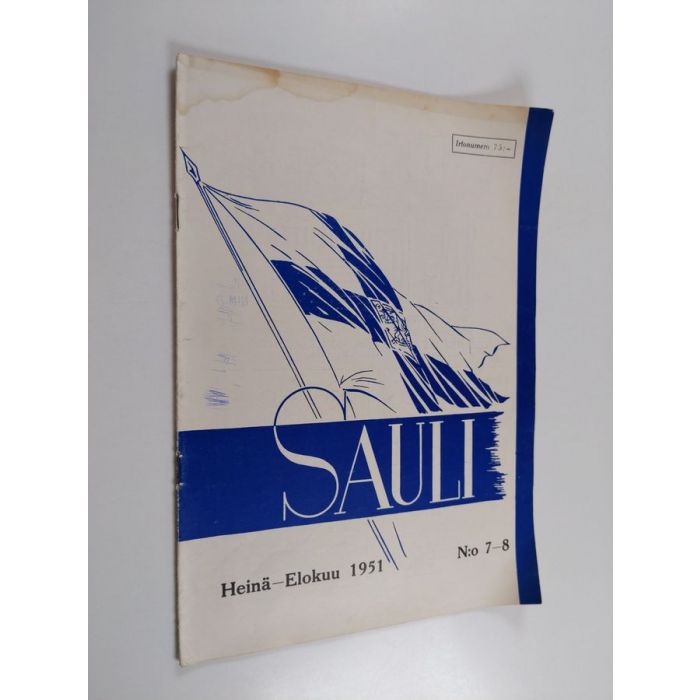 Irtonumero 75:-
SAULI
Heinä–Elokuu 1951
N:o 7–8